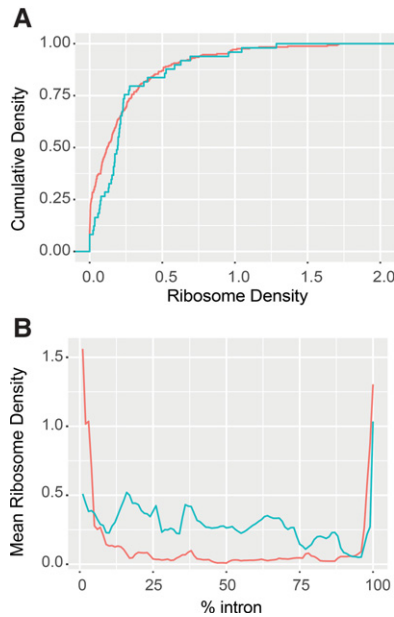 A
1.00
0.75
0.50
0.25
0.00
Cumulative Density
0.0 0.5 1.0 1.5 2.0
Ribosome Density
B
1.5
1.0
0.5
0.0
Mean Ribosome Density
0 25 50 75 100
% intron